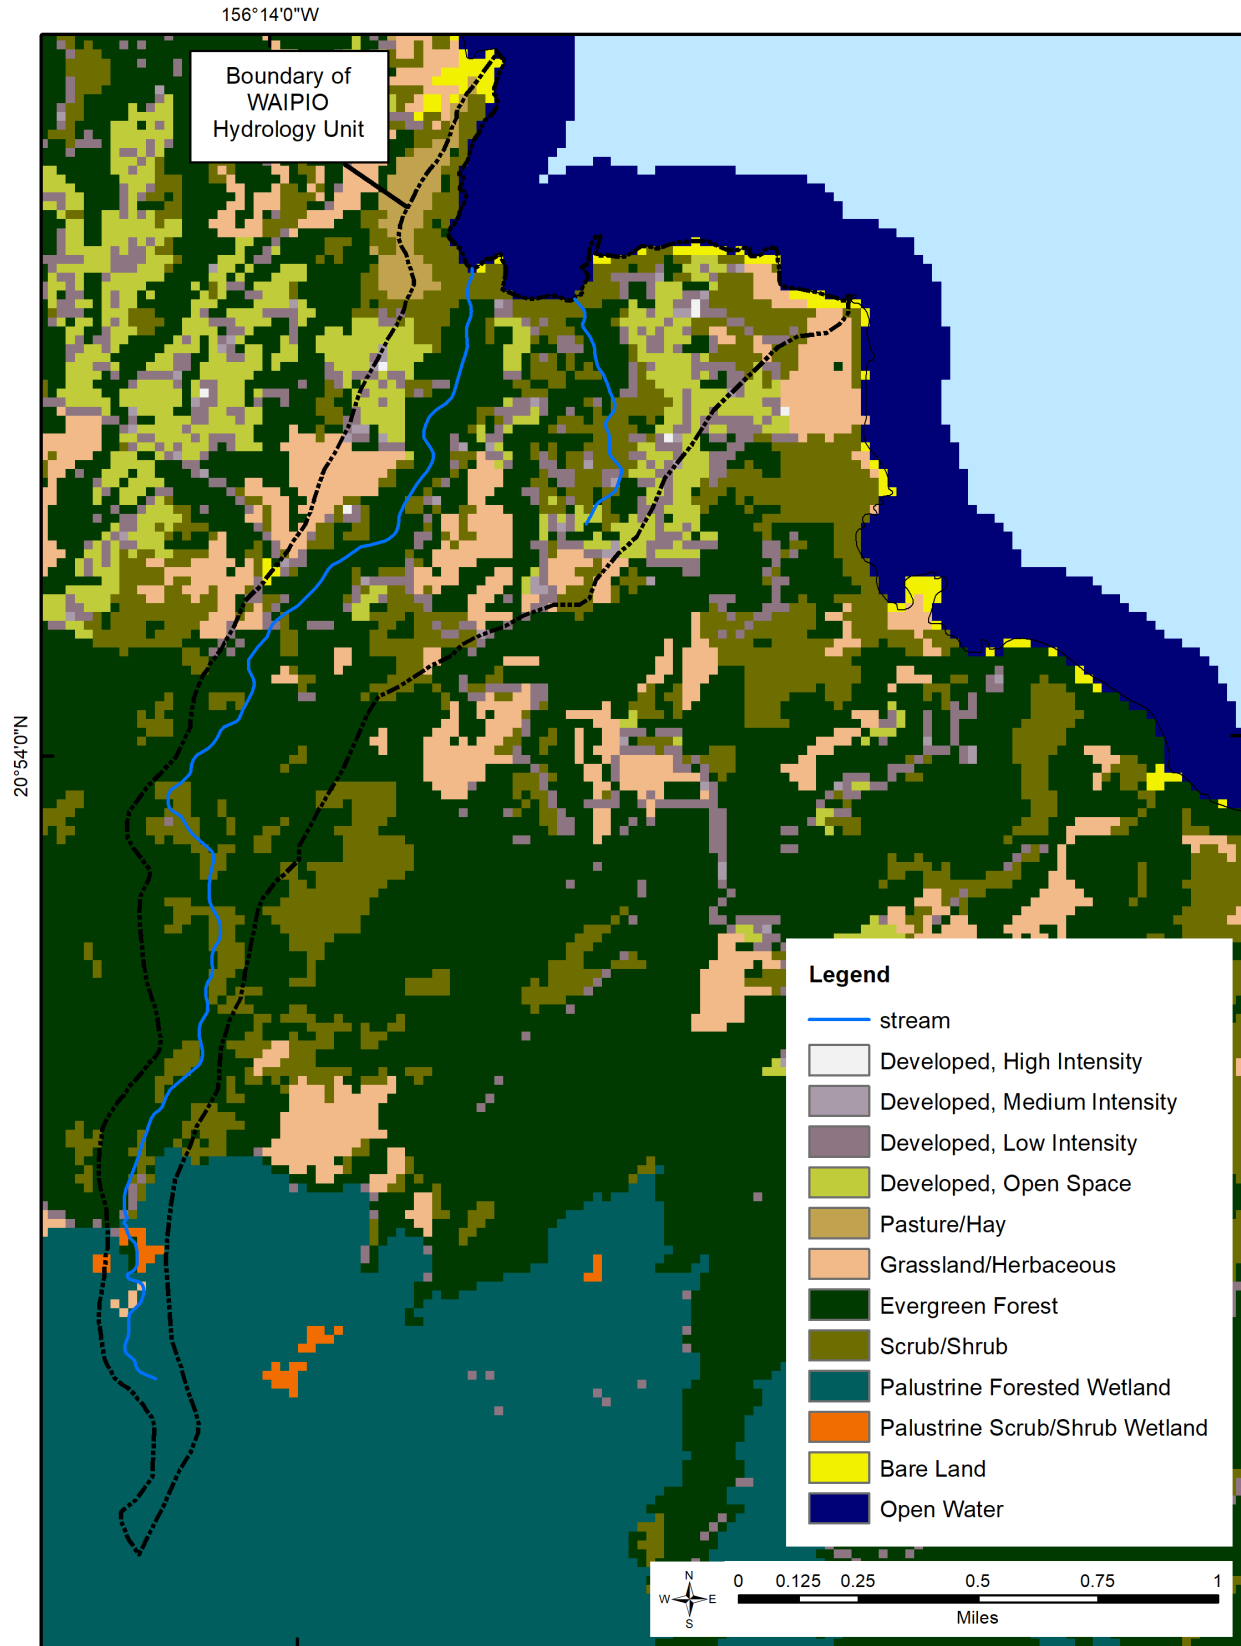 156°14'0"W
Boundary of
WAIPIO
Hydrology Unit
20°54'0"N
Legend
stream
Developed, High Intensity
Developed, Medium Intensity
Developed, Low Intensity
Developed, Open Space
Pasture/Hay
Grassland/Herbaceous
Evergreen Forest
Scrub/Shrub
Palustrine Forested Wetland
Palustrine Scrub/Shrub Wetland
Bare Land
Open Water
N
W E
S
0 0.125 0.25 0.5 0.75 1
Miles